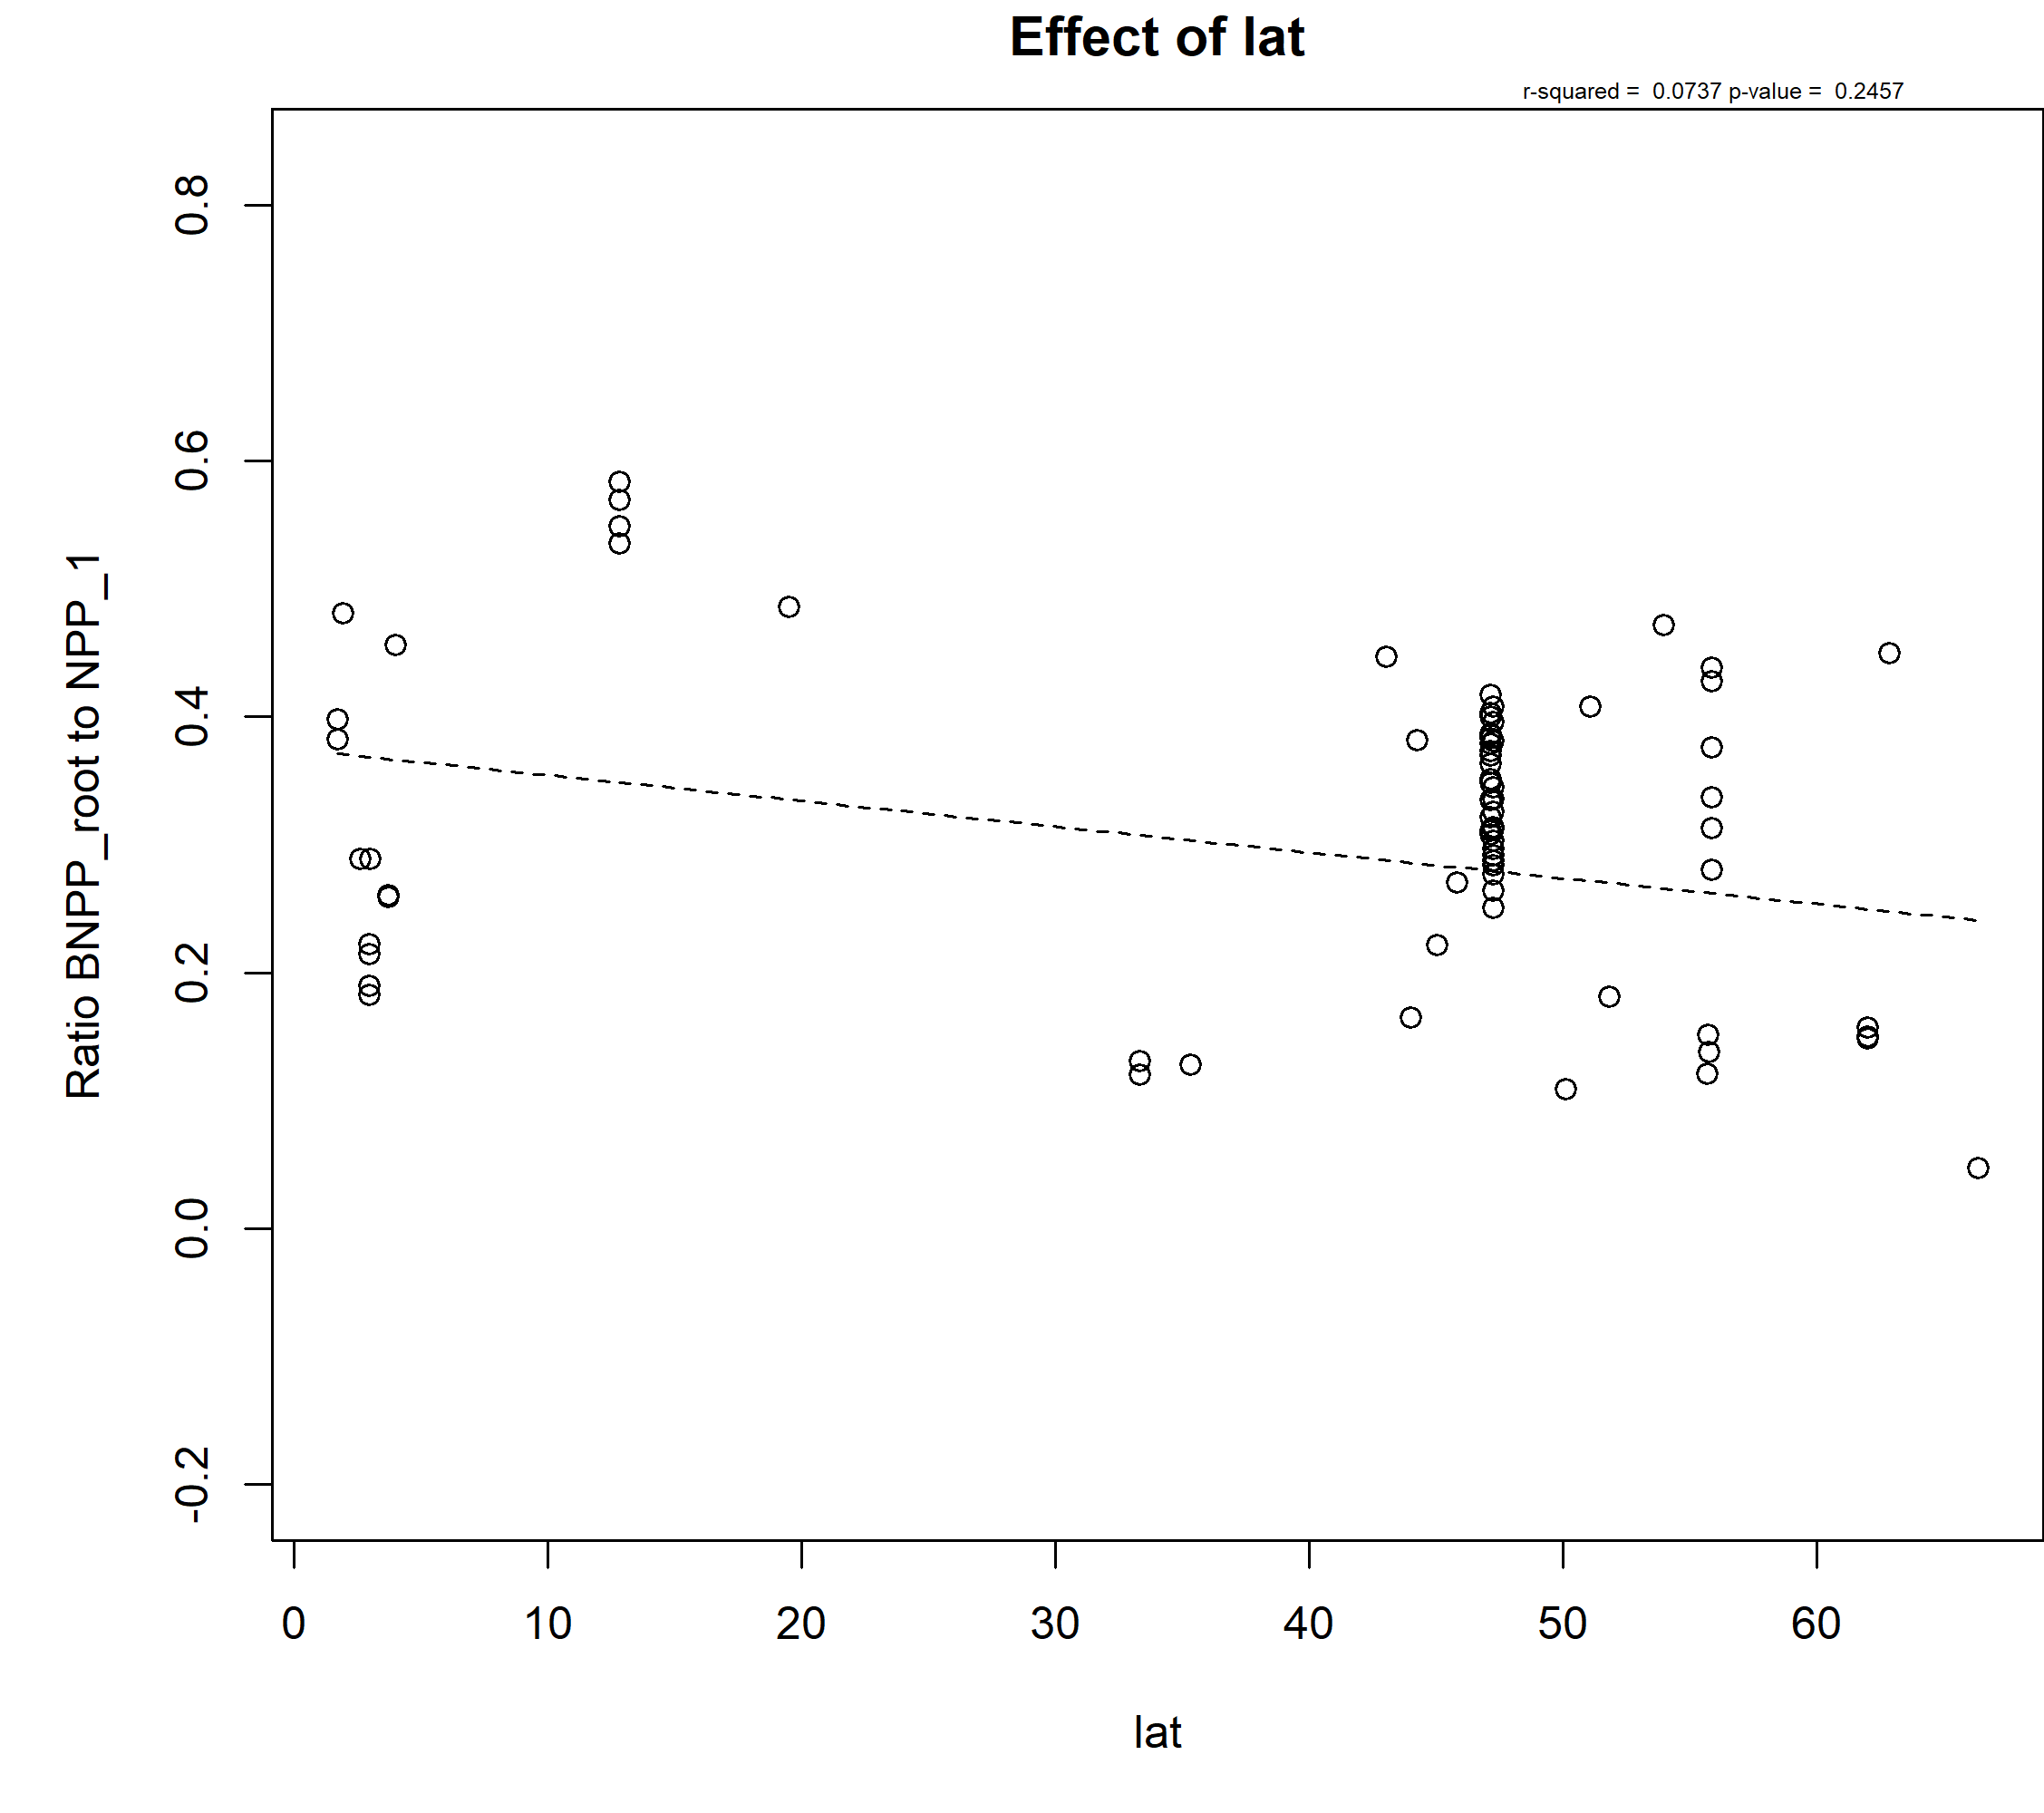 Effect of lat
r-squared = 0.0737 p-value = 0.2457
Ratio BNPP_root to NPP_1
0.8
0.6
0.4
0.2
0.0
-0.2
0 10 20 30 40 50 60
lat